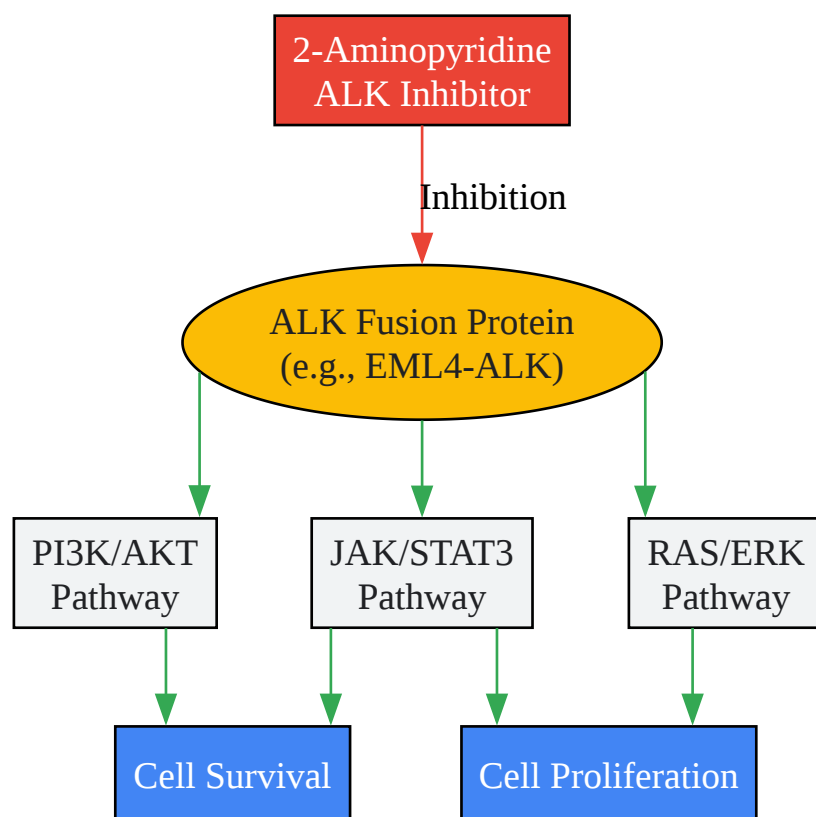 2-Aminopyridine
ALK Inhibitor
Inhibition
ALK Fusion Protein
(e.g., EML4-ALK)
PI3K/AKT
Pathway
JAK/STAT3
Pathway
RAS/ERK
Pathway
Cell Survival
Cell Proliferation